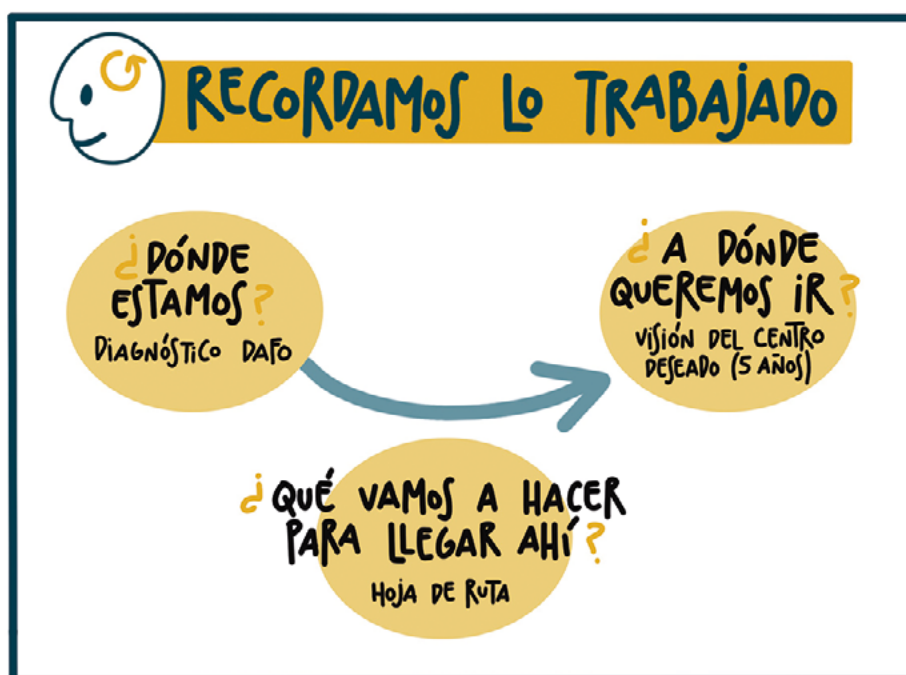 RECORDAMOS LO TRABAJADO
¿DÓNDE
ESTAMOS?
DIAGNÓSTICO DAFO
¿A DÓNDE
QUEREMOS IR?
VISIÓN DEL CENTRO
DESEADO (5 AÑOS)
¿QUÉ VAMOS A HACER
PARA LLEGAR AHÍ?
HOJA DE RUTA